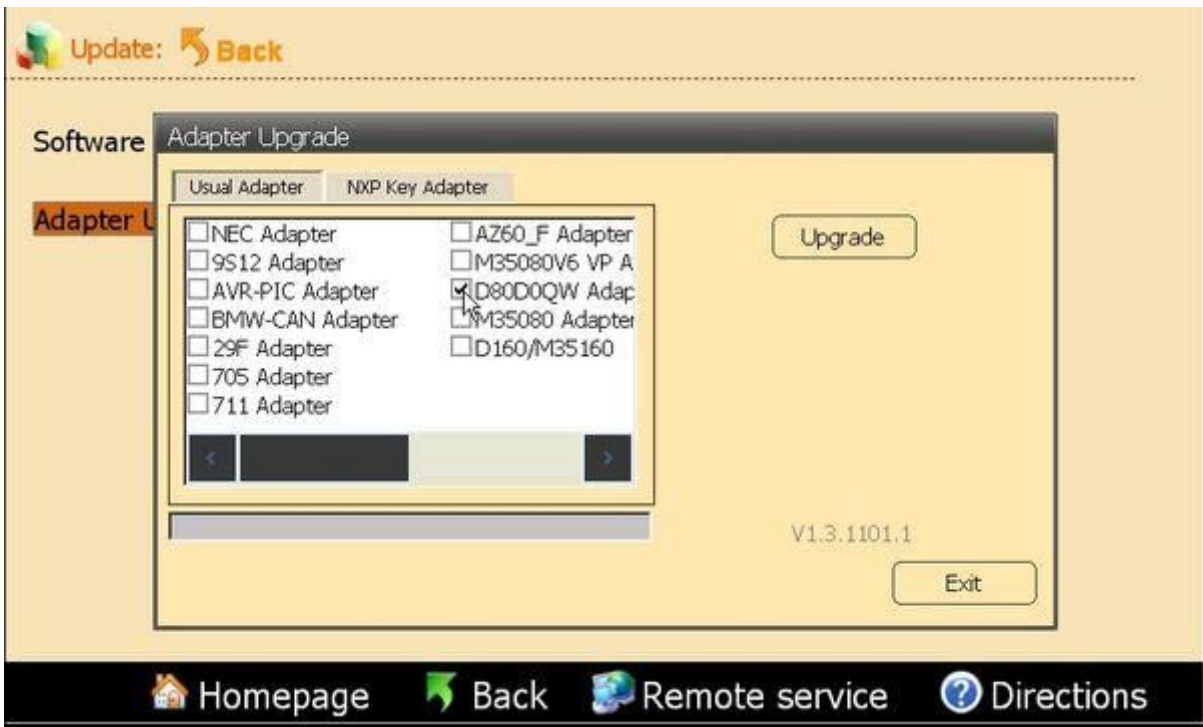 Update: Back
Software
Adapter Upgrade
Usual Adapter NXP Key Adapter
Adapter U
NEC Adapter
9S12 Adapter
AVR-PIC Adapter
BMW-CAN Adapter
29F Adapter
705 Adapter
711 Adapter
AZ60_F Adapter
M35080V6 VP A
D80D0QW Adap
M35080 Adapter
D160/M35160
Upgrade
V1.3.1101.1
Exit
Homepage Back Remote service Directions